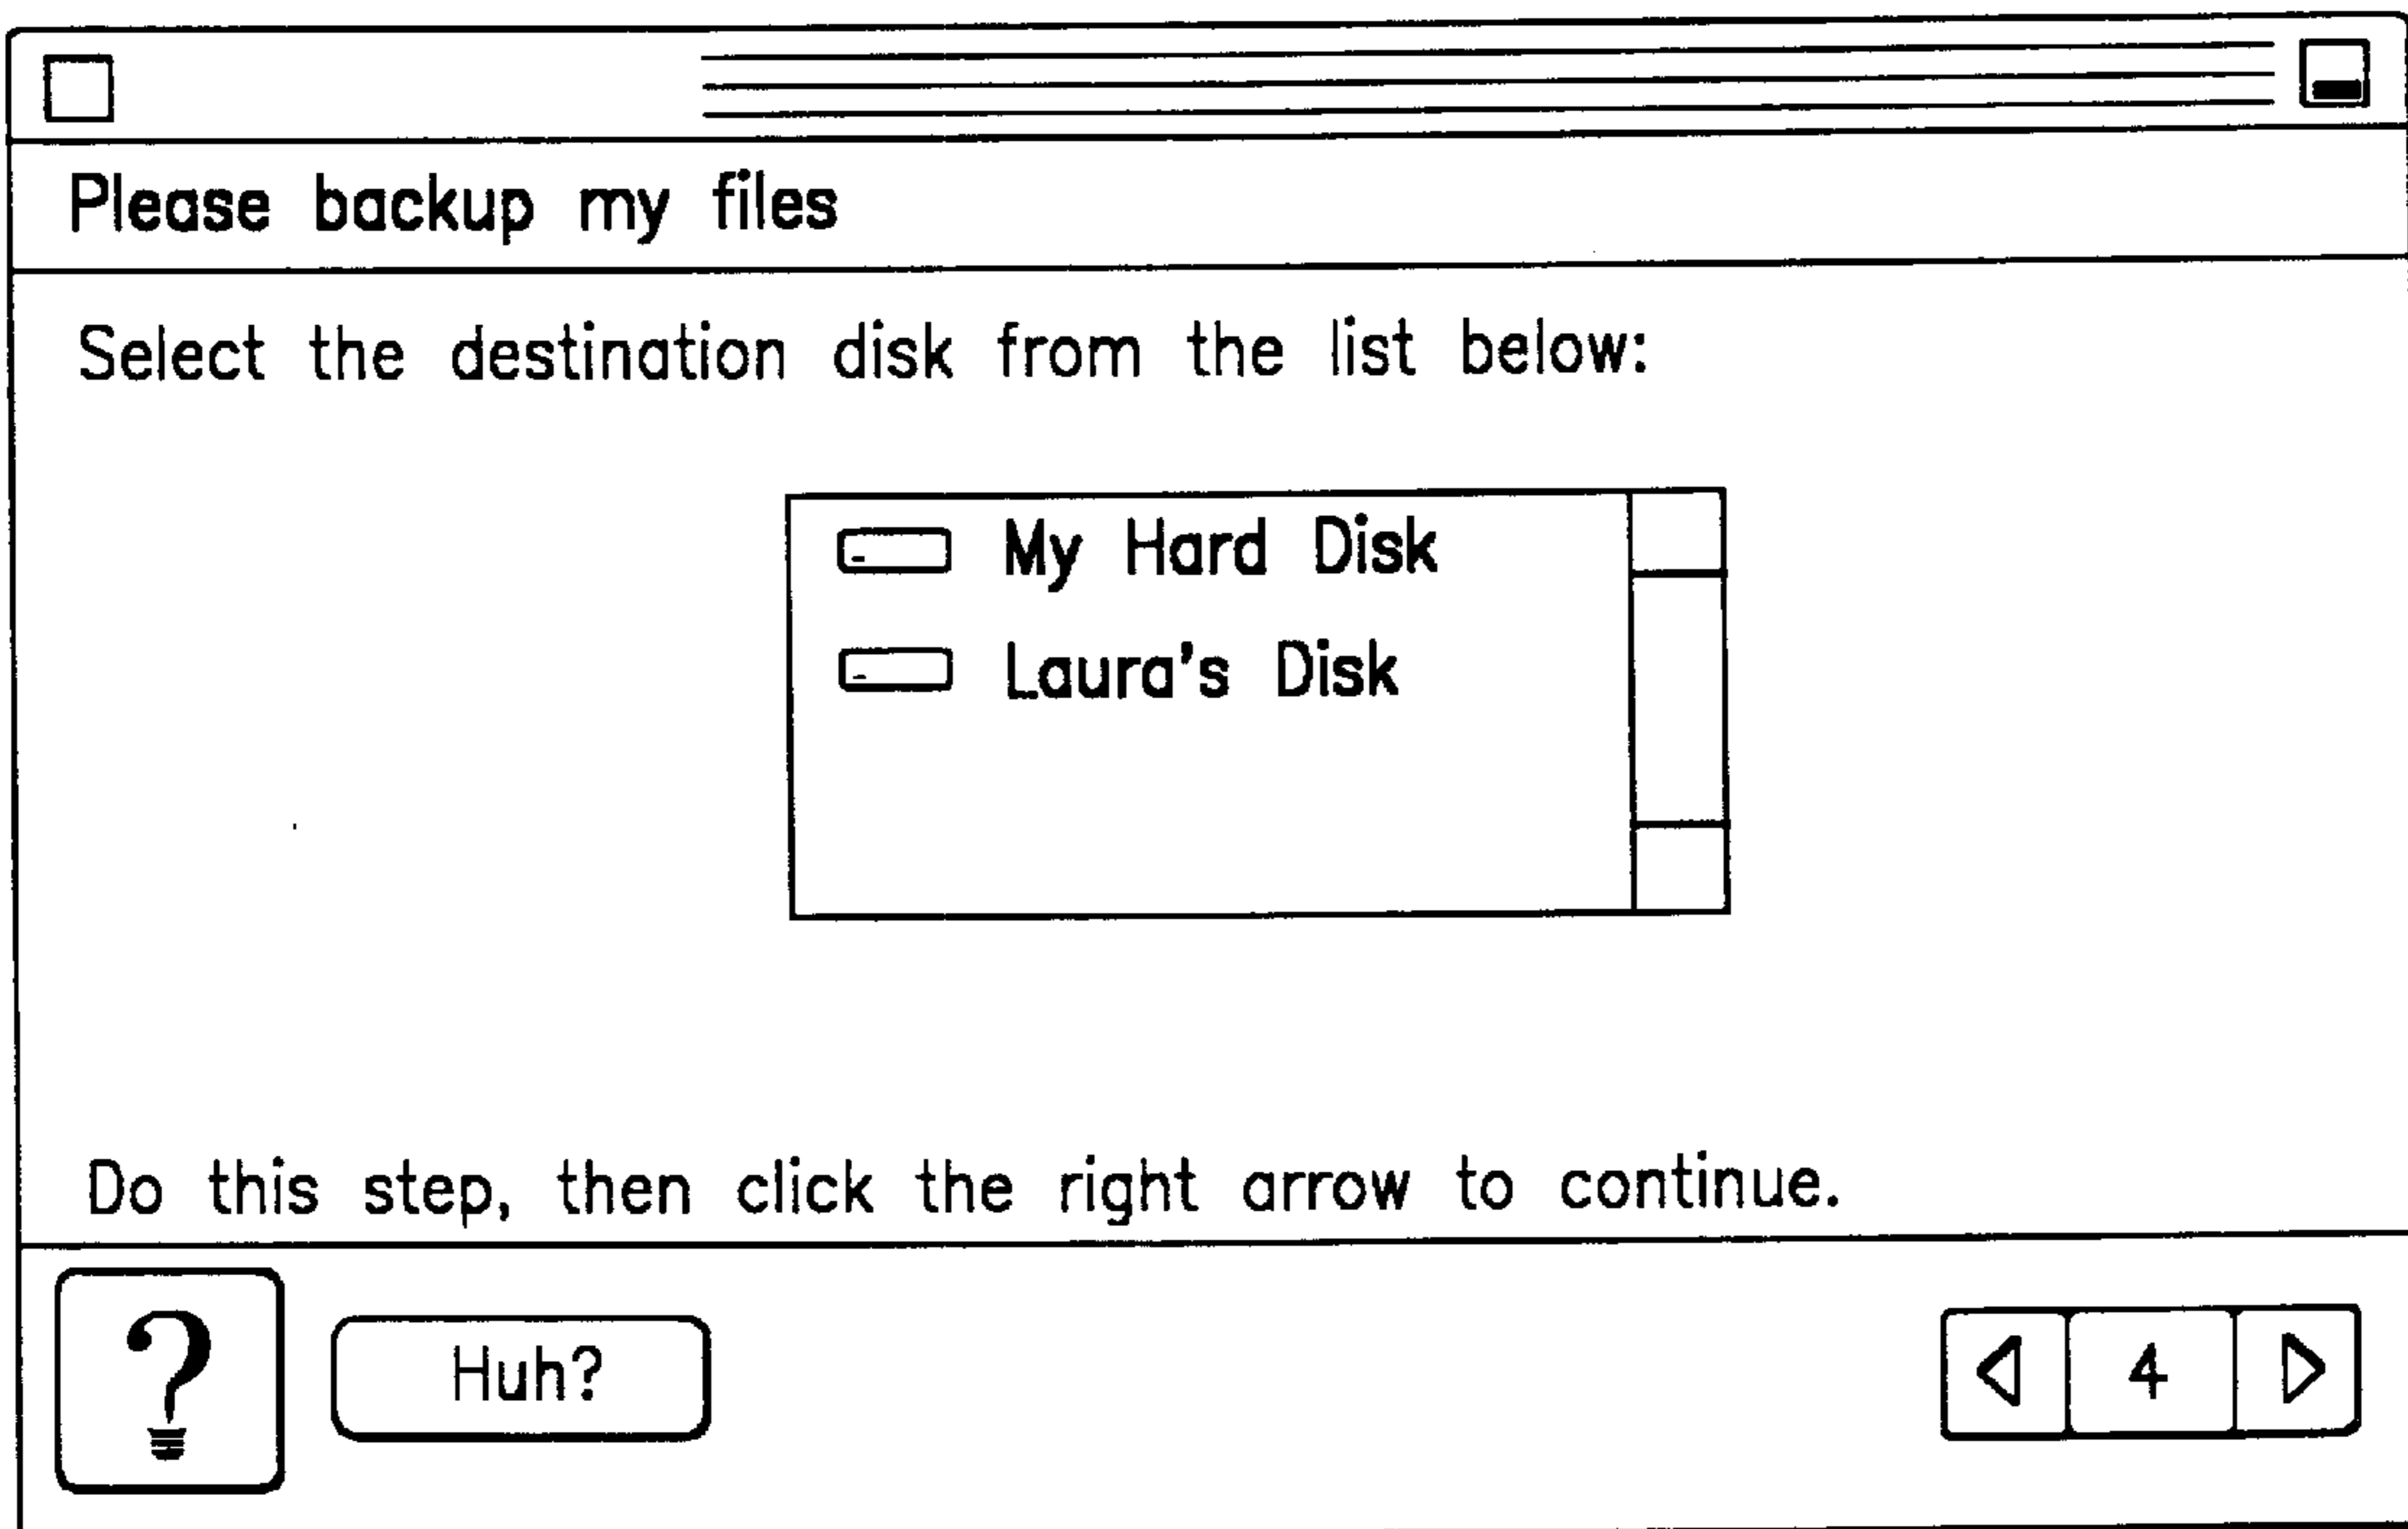 Please backup my files
Select the destination disk from the list below:
My Hard Disk
Laura's Disk
Do this step, then click the right arrow to continue.
?
Huh?
4